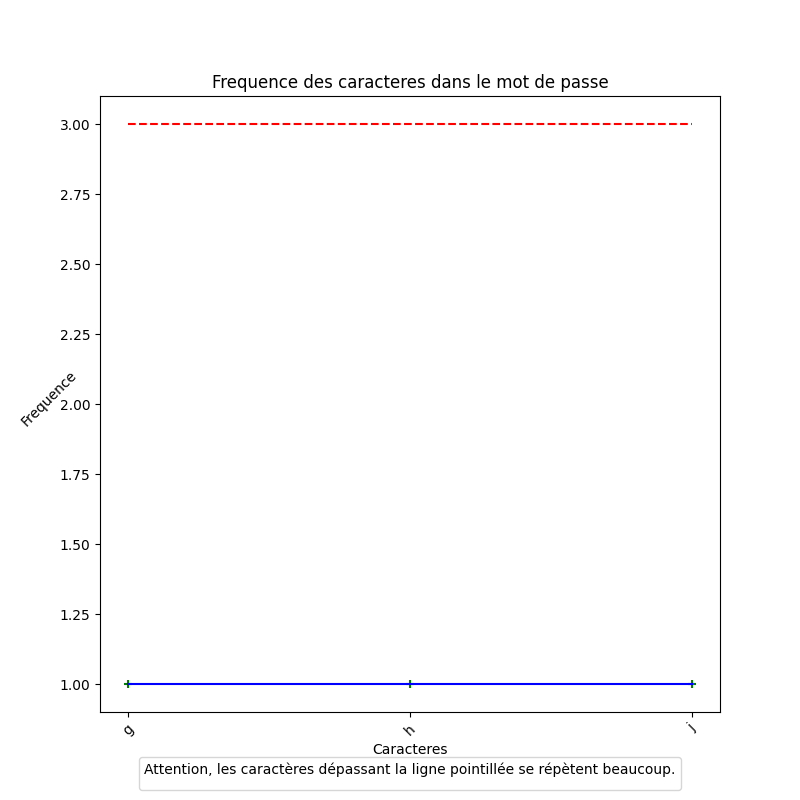 Frequence des caracteres dans le mot de passe
3.00
2.75
2.50
2.25
2.00
1.75
1.50
1.25
1.00
Frequence
g h j
Caracteres
Attention, les caractères dépassant la ligne pointillée se répètent beaucoup.